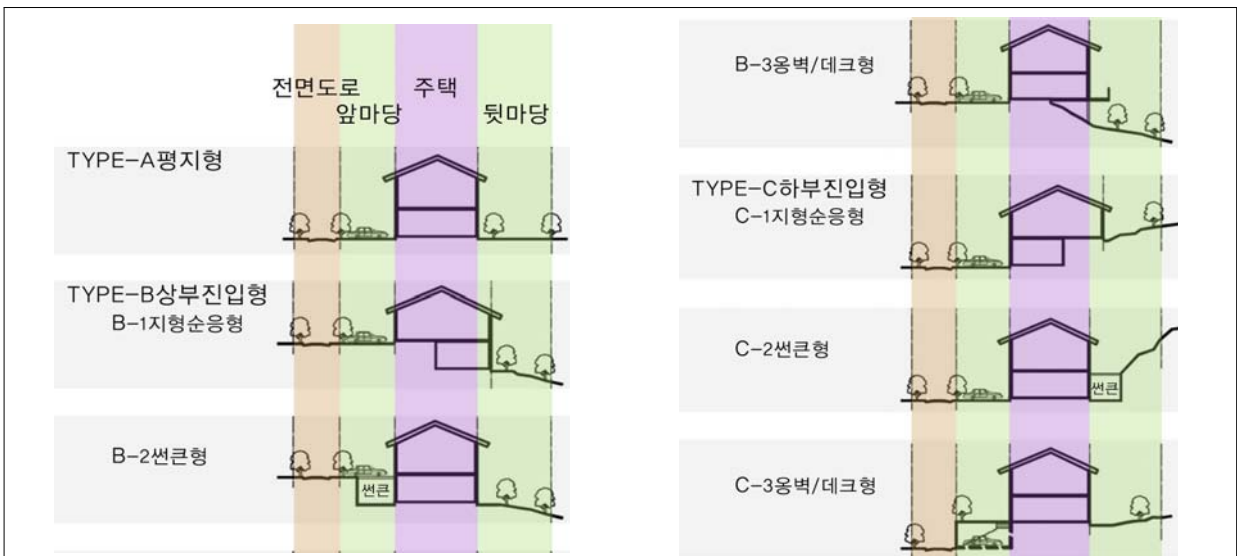 전면도로
주택
앞마당
뒷마당
TYPE-A평지형
TYPE-B상부진입형
B-1지형순응형
B-2썬큰형
썬큰
B-3옹벽/데크형
TYPE-C하부진입형
C-1지형순응형
C-2썬큰형
썬큰
C-3옹벽/데크형